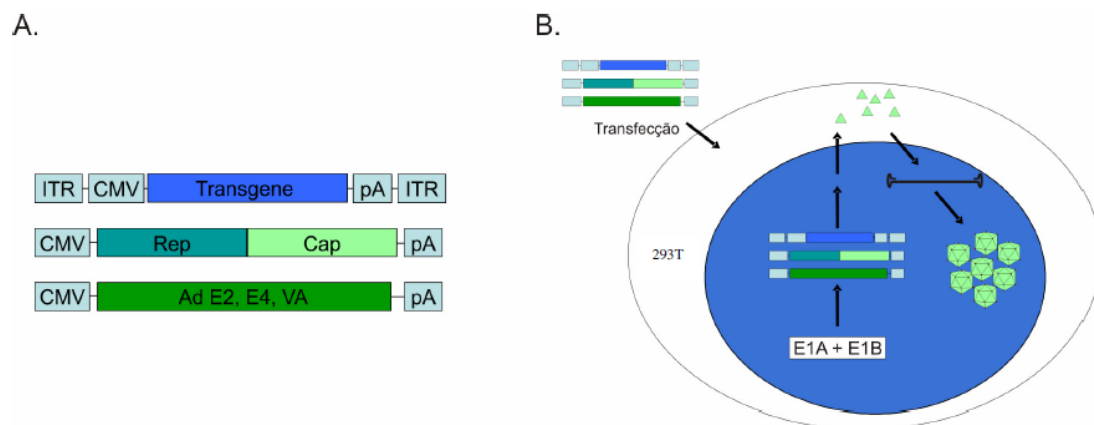 A.
ITR CMV Transgene pA ITR
CMV Rep Cap pA
CMV Ad E2, E4, VA pA
B.
Transfecção
293T
E1A + E1B